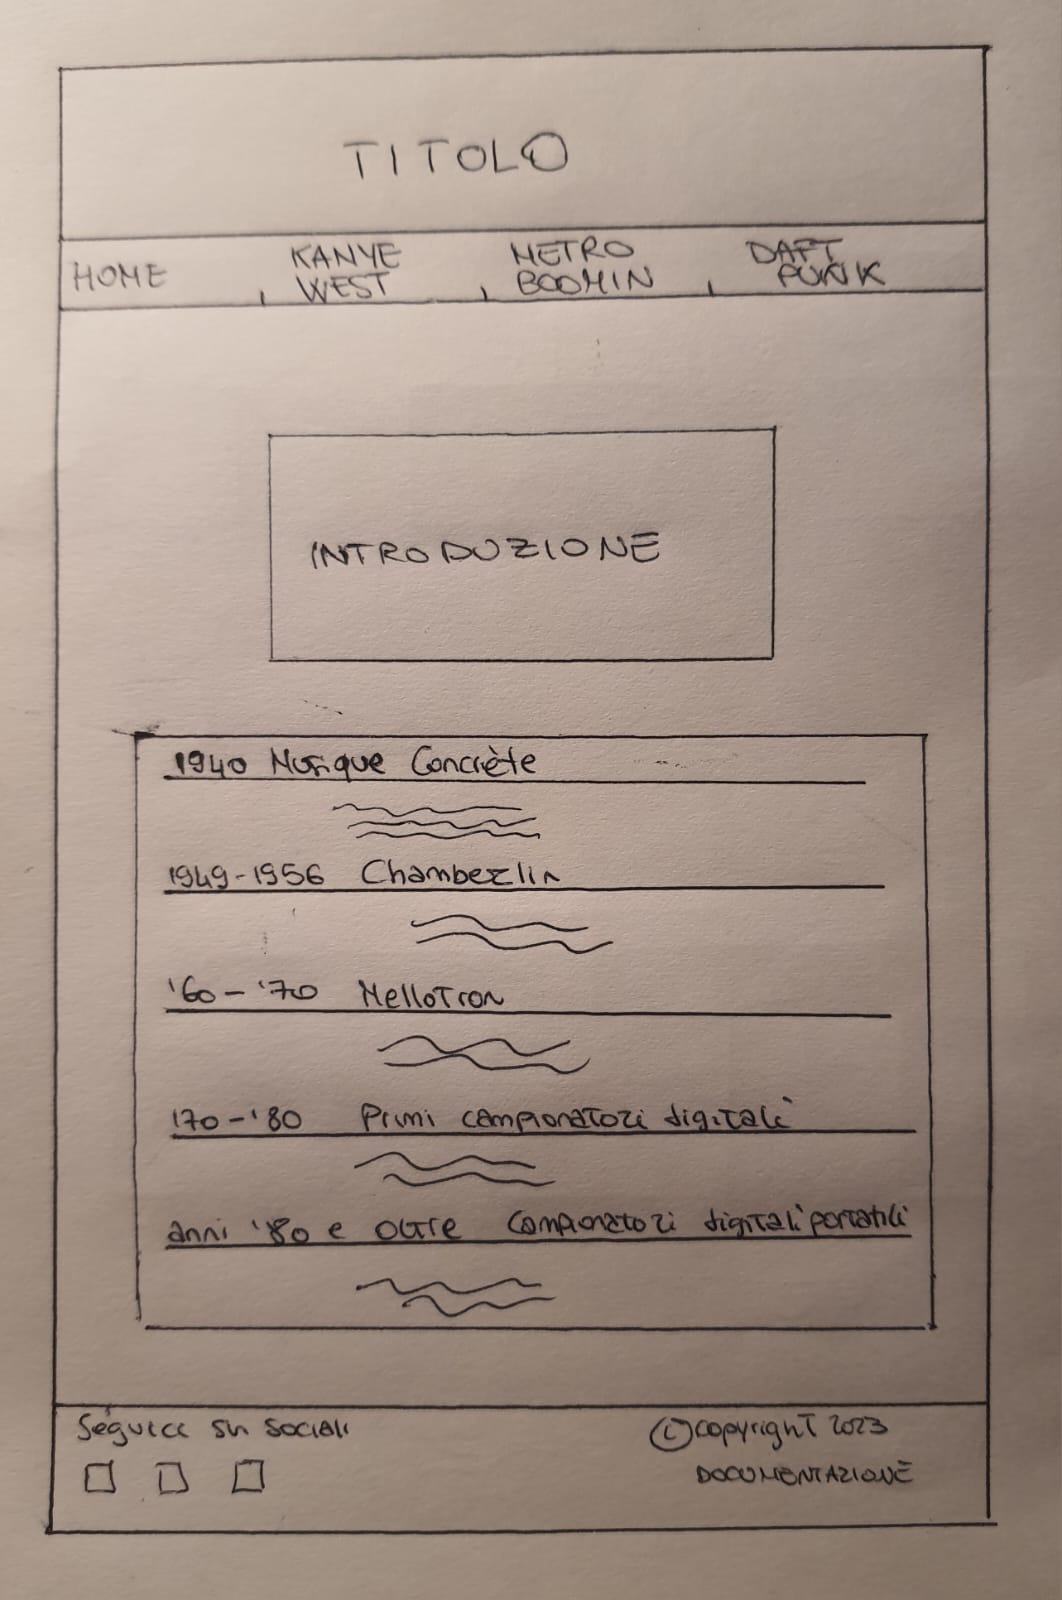 TITOLO
HOME
KANYE
WEST
METRO
BOOMIN
DAFT
PUNK
INTRODUZIONE
1940 Musique Concrète
1949-1956 Chamberlin
'60-'70 Mellotron
'70-'80 Primi campionatori digitali
anni '80 e oltre Campionatori digitali portatili
Seguici su social
© copyright 2023
DOCUMENTAZIONE